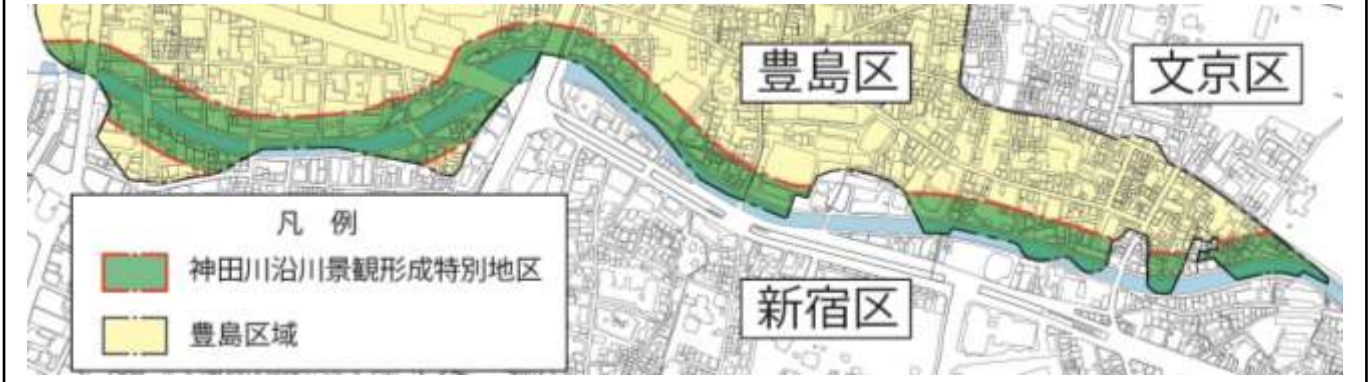 豊島区
文京区
新宿区
凡 例
神田川沿川景観形成特別地区
豊島区域